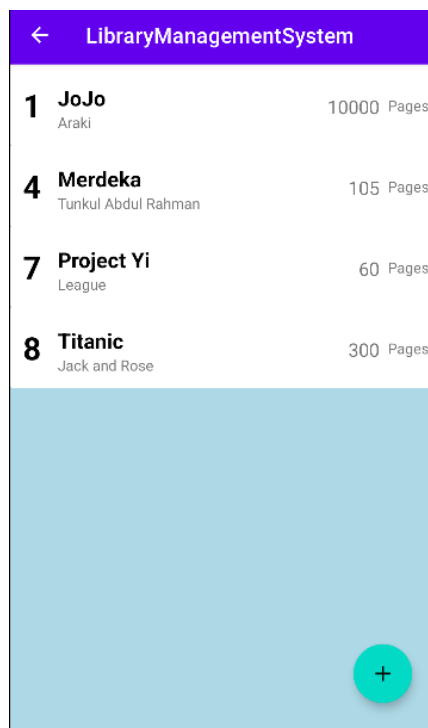 LibraryManagementSystem
1 JoJo 10000 Pages
Araki
4 Merdeka 105 Pages
Tunkul Abdul Rahman
7 Project Yi 60 Pages
League
8 Titanic 300 Pages
Jack and Rose
+